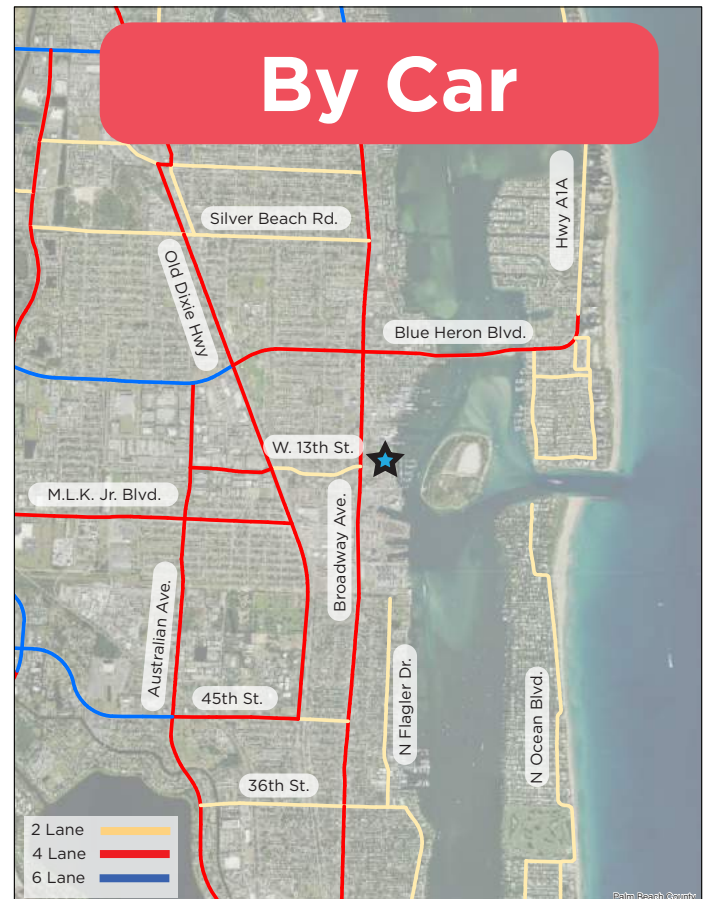 By Car
Hwy A1A
Silver Beach Rd.
Old Dixie Hwy
Blue Heron Blvd.
W. 13th St.
M.L.K. Jr. Blvd.
Broadway Ave.
Australian Ave.
45th St.
N Flagler Dr.
N Ocean Blvd.
36th St.
2 Lane
4 Lane
6 Lane
Palm Beach County